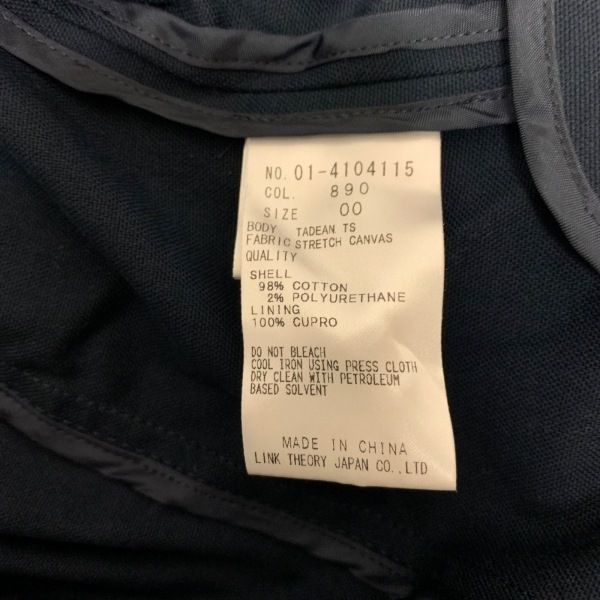 NO. 01-4104115
COL. 890
SIZE 00
BODY TADEAN TS
FABRIC STRETCH CANVAS
QUALITY
SHELL
98% COTTON
2% POLYURETHANE
LINING
100% CUPRO
DO NOT BLEACH
COOL IRON USING PRESS CLOTH
DRY CLEAN WITH PETROLEUM
BASED SOLVENT
MADE IN CHINA
LINK THEORY JAPAN CO.,LTD